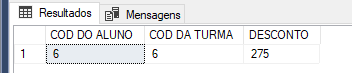 Resultados Mensagens
COD DO ALUNO COD DA TURMA DESCONTO
1 6 6 275